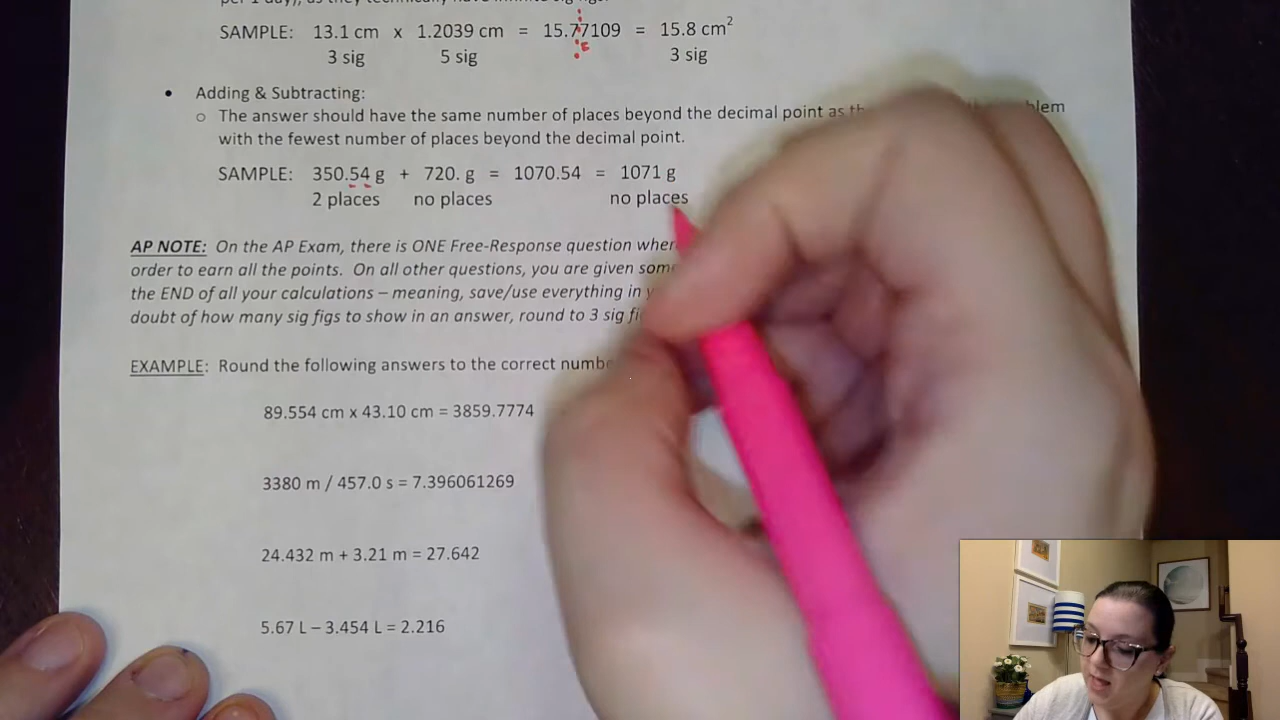 SAMPLE: 13.1 cm x 1.2039 cm = 15.77109 = 15.8 cm²
3 sig 5 sig 3 sig
• Adding & Subtracting:
o The answer should have the same number of places beyond the decimal point as
with the fewest number of places beyond the decimal point.
SAMPLE: 350.54 g + 720. g = 1070.54 = 1071 g
2 places no places no places
AP NOTE: On the AP Exam, there is ONE Free-Response question
order to earn all the points. On all other questions, you are given
the END of all your calculations – meaning, save/use everything in
doubt of how many sig figs to show in an answer, round to 3 sig
EXAMPLE: Round the following answers to the correct
89.554 cm x 43.10 cm = 3859.7774
3380 m / 457.0 s = 7.396061269
24.432 m + 3.21 m = 27.642
5.67 L – 3.454 L = 2.216